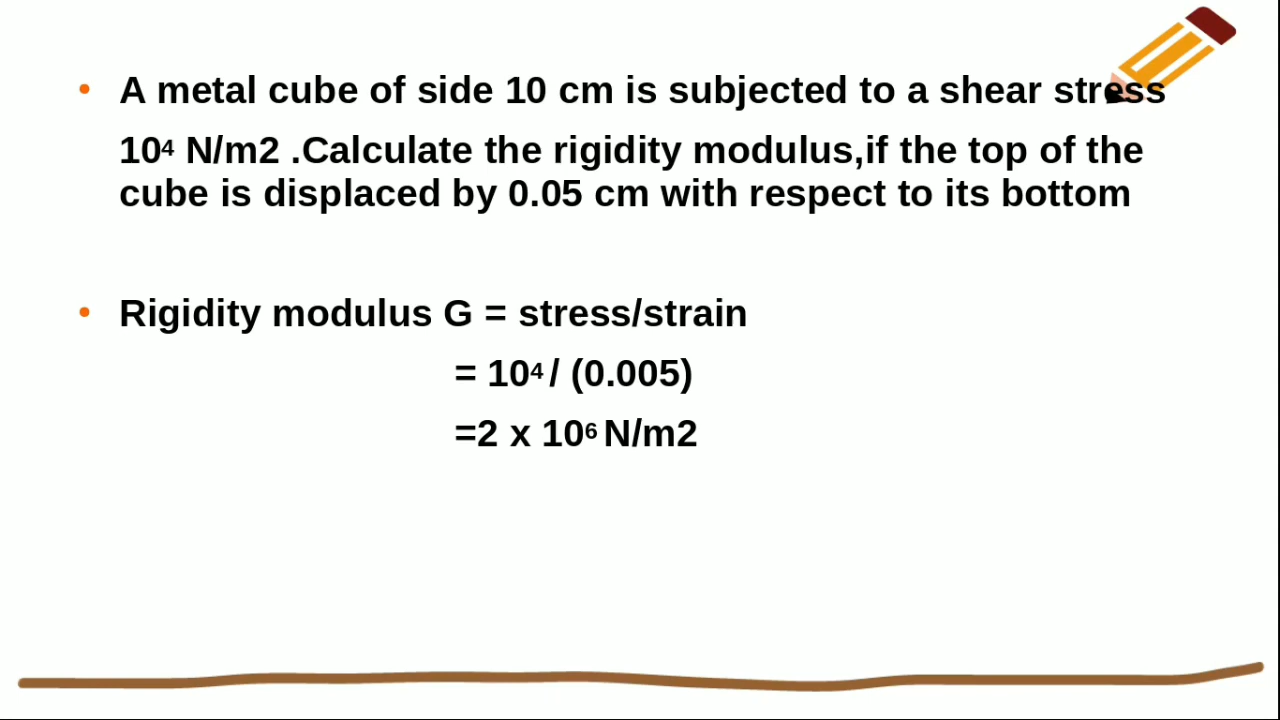 • A metal cube of side 10 cm is subjected to a shear stress
10⁴ N/m2 .Calculate the rigidity modulus,if the top of the
cube is displaced by 0.05 cm with respect to its bottom
• Rigidity modulus G = stress/strain
= 10⁴ / (0.005)
=2 x 10⁶ N/m2